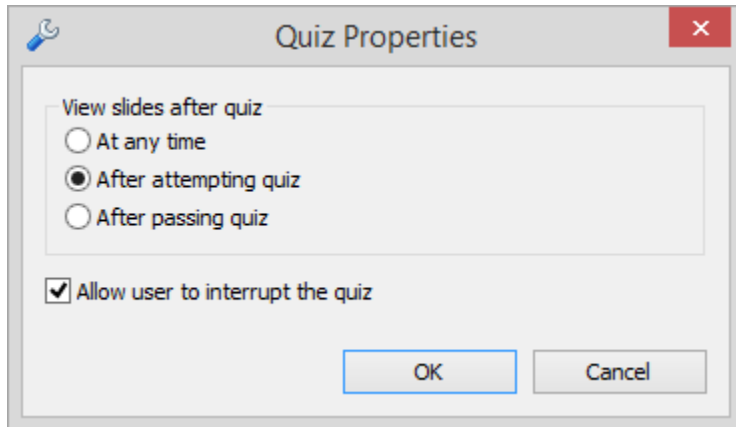 Quiz Properties
View slides after quiz
At any time
After attempting quiz
After passing quiz
Allow user to interrupt the quiz
OK
Cancel